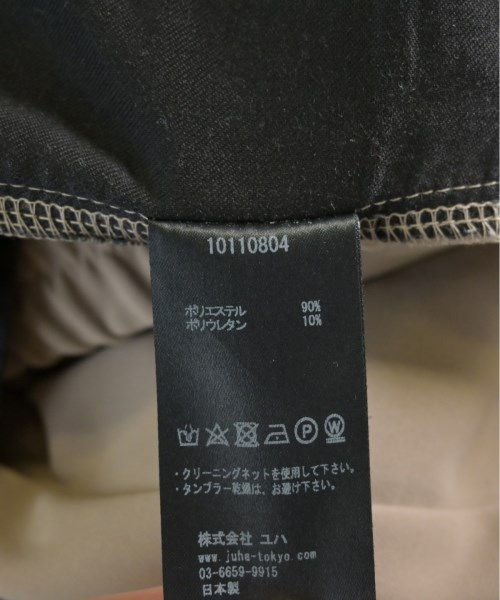 10110804
ポリエステル 90%
ポリウレタン 10%
P W
・クリーニングネットを使用して下さい。
・タンブラー乾燥は、お避け下さい。
株式会社 ユハ
www.juha-tokyo.com
03-6659-9915
日本製